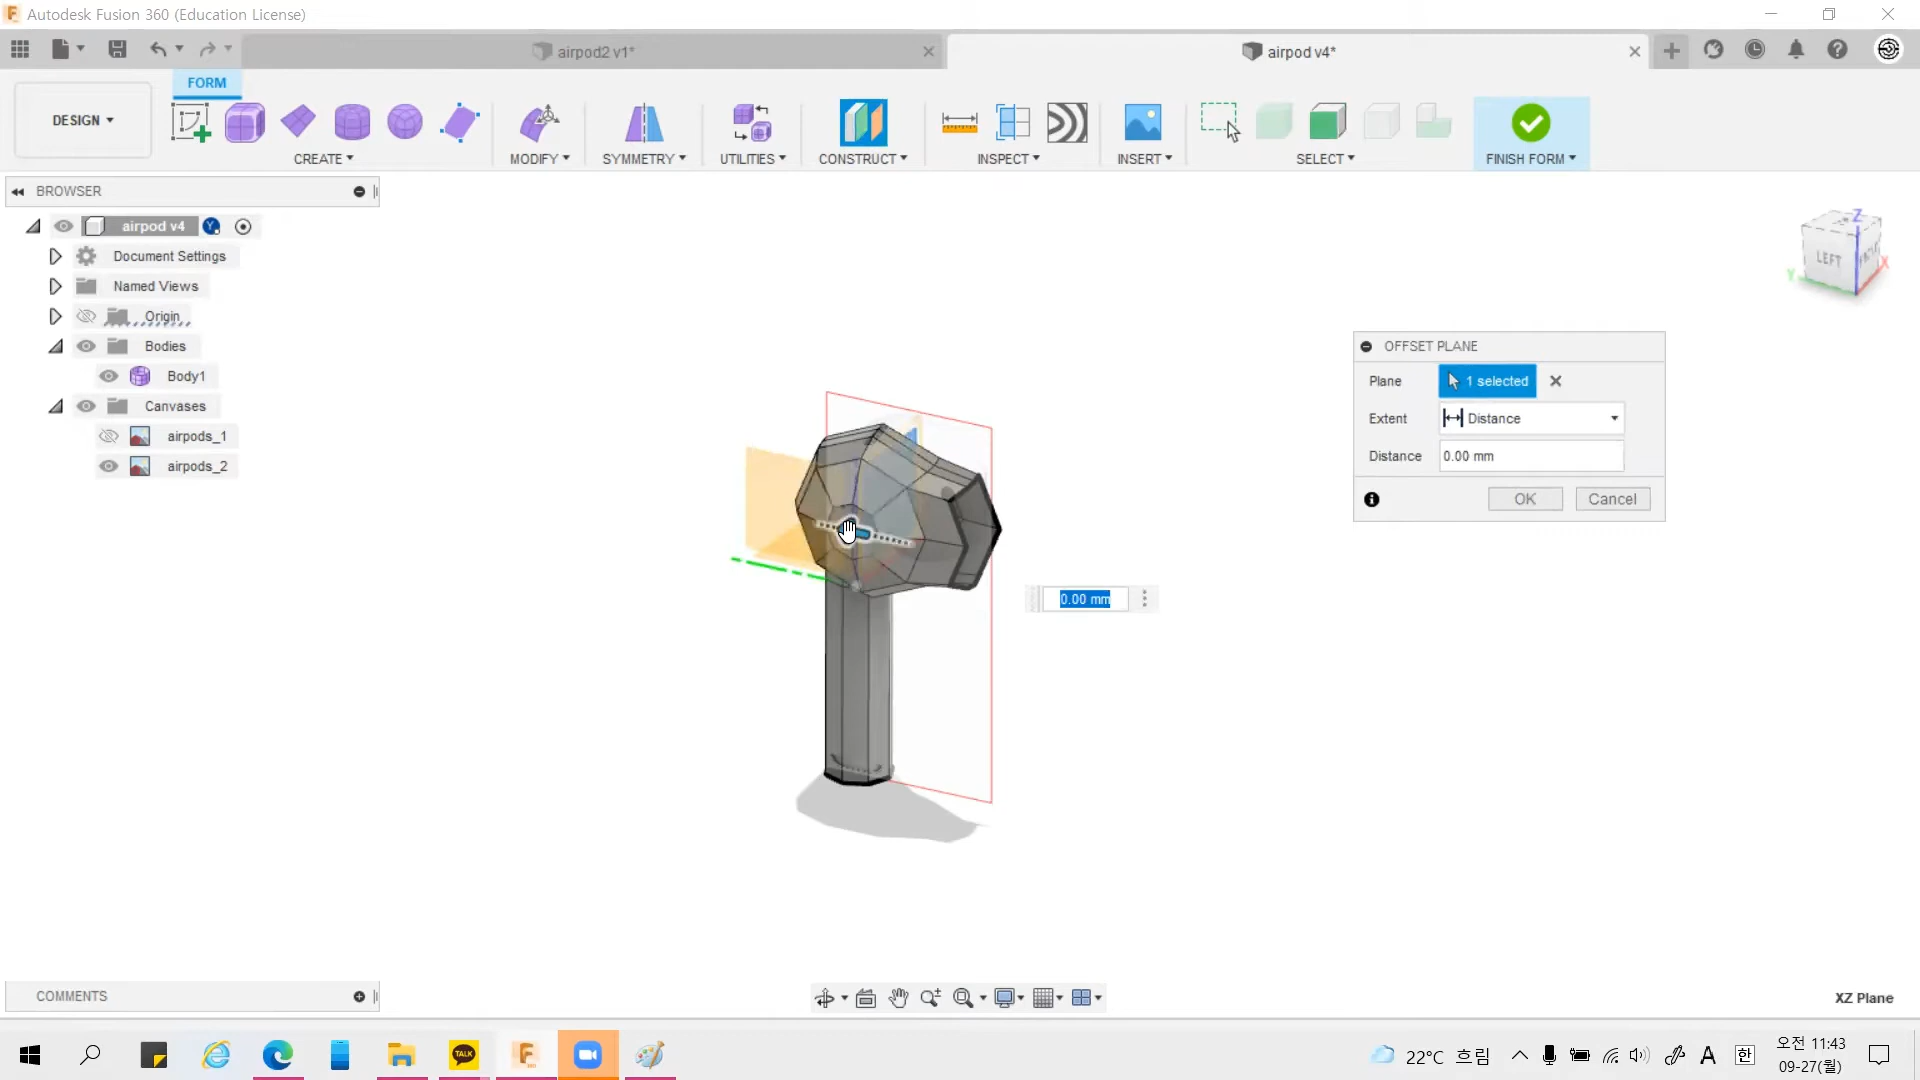 Autodesk Fusion 360 (Education License)
airpod2 v1*
airpod v4*
FORM
DESIGN
CREATE
MODIFY
SYMMETRY
UTILITIES
CONSTRUCT
INSPECT
INSERT
SELECT
FINISH FORM
BROWSER
airpod v4
Document Settings
Named Views
Origin
Bodies
Body1
Canvases
airpods_1
airpods_2
Z
LEFT
Y
X
OFFSET PLANE
Plane
1 selected
Extent
Distance
Distance
0.00 mm
OK
Cancel
0.00 mm
COMMENTS
XZ Plane
TALK
22°C 흐림
A
한
오전 11:43
09-27(월)